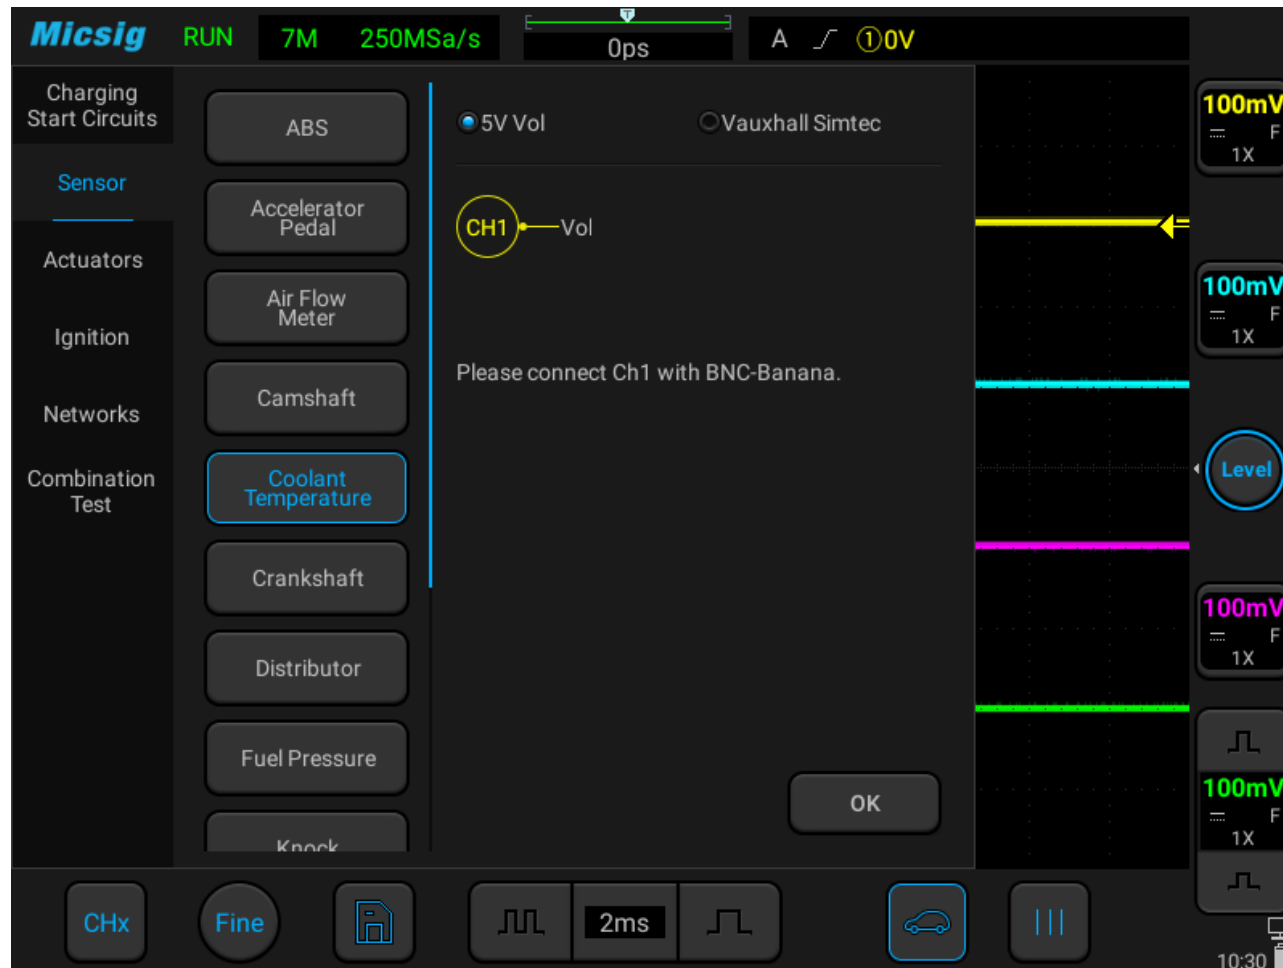 Micsig RUN 7M 250MSa/s T 0ps A ①0V
Charging
Start Circuits
Sensor
Actuators
Ignition
Networks
Combination
Test
ABS
Accelerator
Pedal
Air Flow
Meter
Camshaft
Coolant
Temperature
Crankshaft
Distributor
Fuel Pressure
Knock
5V Vol
Vauxhall Simtec
CH1 Vol
Please connect Ch1 with BNC-Banana.
OK
100mV
F
1X
100mV
F
1X
Level
100mV
F
1X
100mV
F
1X
CHx
Fine
2ms
10:30